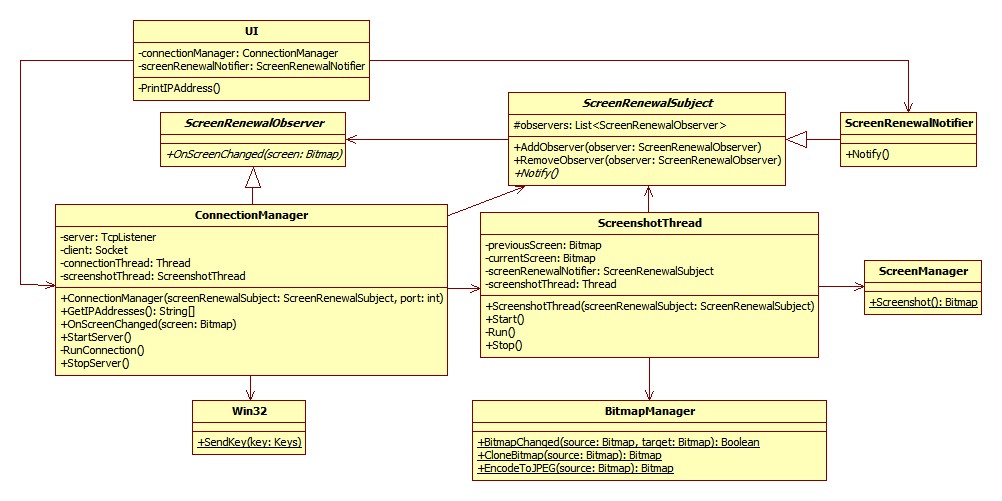 UI
-connectionManager: ConnectionManager
-screenRenewalNotifier: ScreenRenewalNotifier
-PrintIPAddress()
ScreenRenewalObserver
+OnScreenChanged(screen: Bitmap)
ScreenRenewalSubject
#observers: List<ScreenRenewalObserver>
+AddObserver(observer: ScreenRenewalObserver)
+RemoveObserver(observer: ScreenRenewalObserver)
+Notify()
ScreenRenewalNotifier
+Notify()
ConnectionManager
-server: TcpListener
-client: Socket
-connectionThread: Thread
-screenshotThread: ScreenshotThread
+ConnectionManager(screenRenewalSubject: ScreenRenewalSubject, port: int)
+GetIPAddresses(): String[]
+OnScreenChanged(screen: Bitmap)
+StartServer()
-RunConnection()
+StopServer()
ScreenshotThread
-previousScreen: Bitmap
-currentScreen: Bitmap
-screenRenewalNotifier: ScreenRenewalSubject
-screenshotThread: Thread
+ScreenshotThread(screenRenewalSubject: ScreenRenewalSubject)
+Start()
-Run()
+Stop()
ScreenManager
+Screenshot(): Bitmap
Win32
+SendKey(key: Keys)
BitmapManager
+BitmapChanged(source: Bitmap, target: Bitmap): Boolean
+CloneBitmap(source: Bitmap): Bitmap
+EncodeToJPEG(source: Bitmap): Bitmap